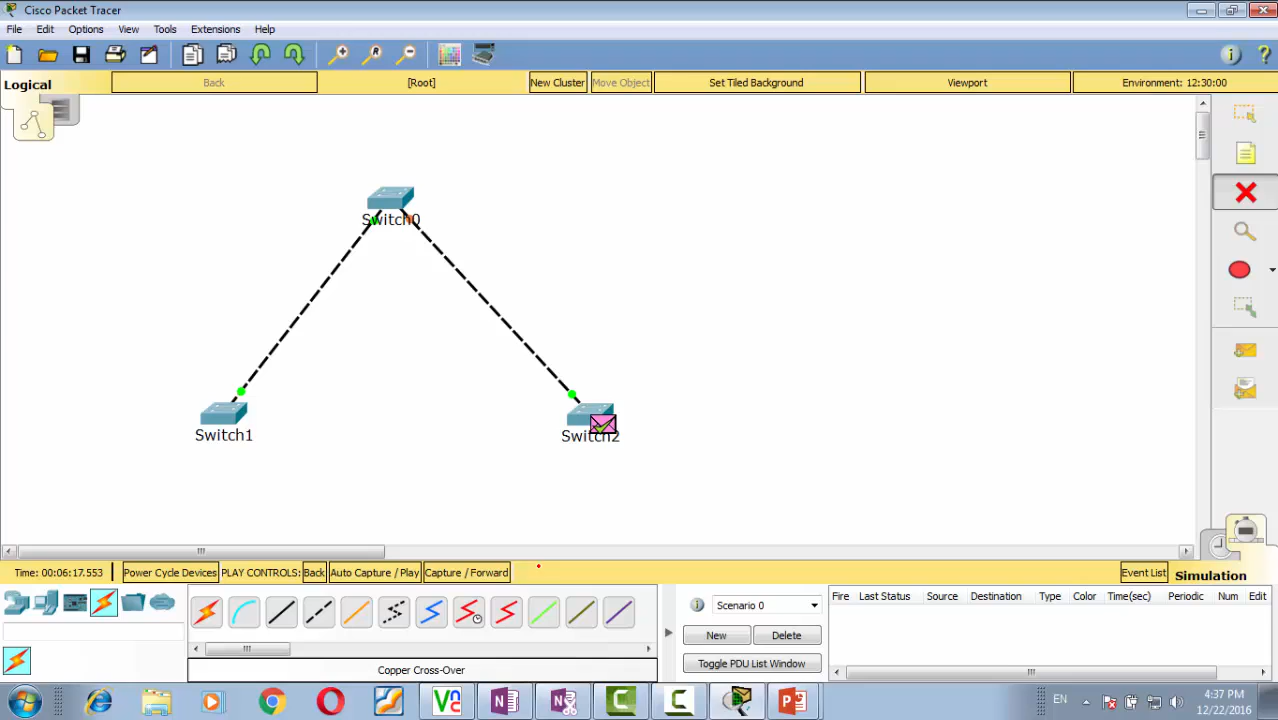 Cisco Packet Tracer
File Edit Options View Tools Extensions Help
Logical Back [Root] New Cluster Move Object Set Tiled Background Viewport Environment: 12:30:00
Switch0
Switch1
Switch2
Time: 00:06:17.553 Power Cycle Devices PLAY CONTROLS: Back Auto Capture / Play Capture / Forward Event List Simulation
Fire Last Status Source Destination Type Color Time(sec) Periodic Num Edit
Scenario 0
New Delete
Toggle PDU List Window
Copper Cross-Over
EN
4:37 PM
12/22/2016